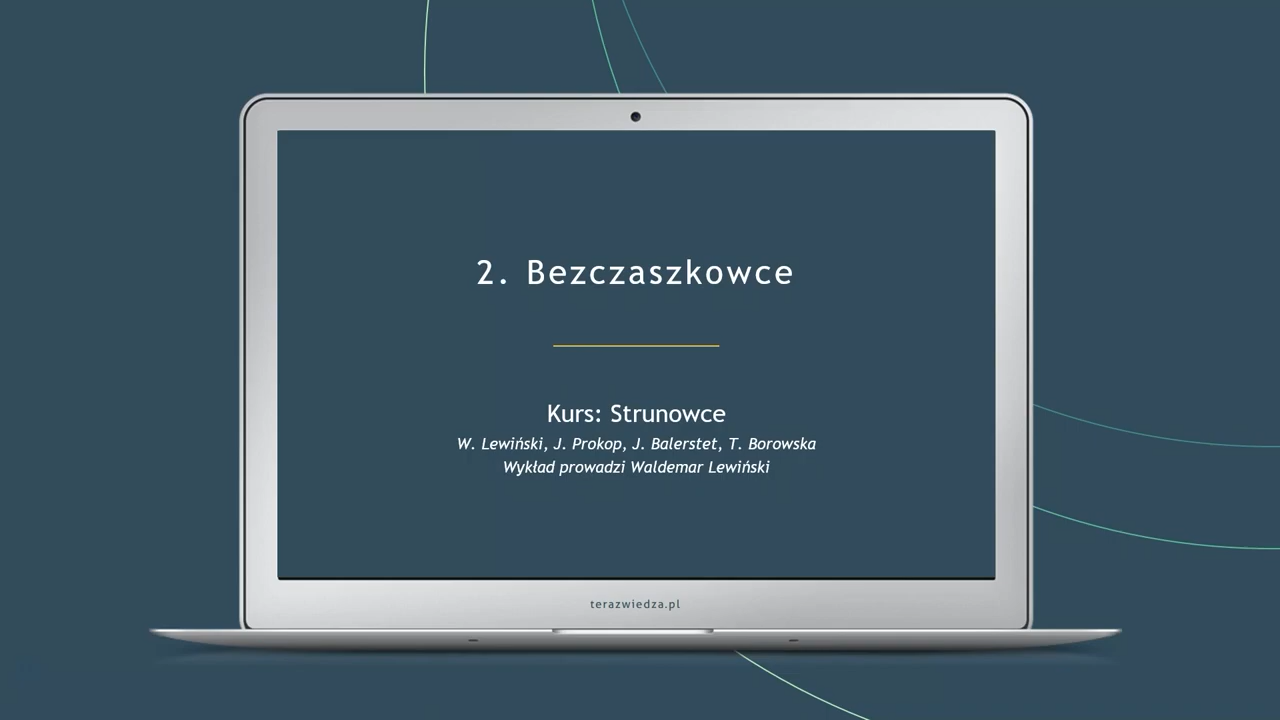 2. Bezczaszkowce
Kurs: Strunowce
W. Lewiński, J. Prokop, J. Balerstet, T. Borowska
Wykład prowadzi Waldemar Lewiński
terazwiedza.pl